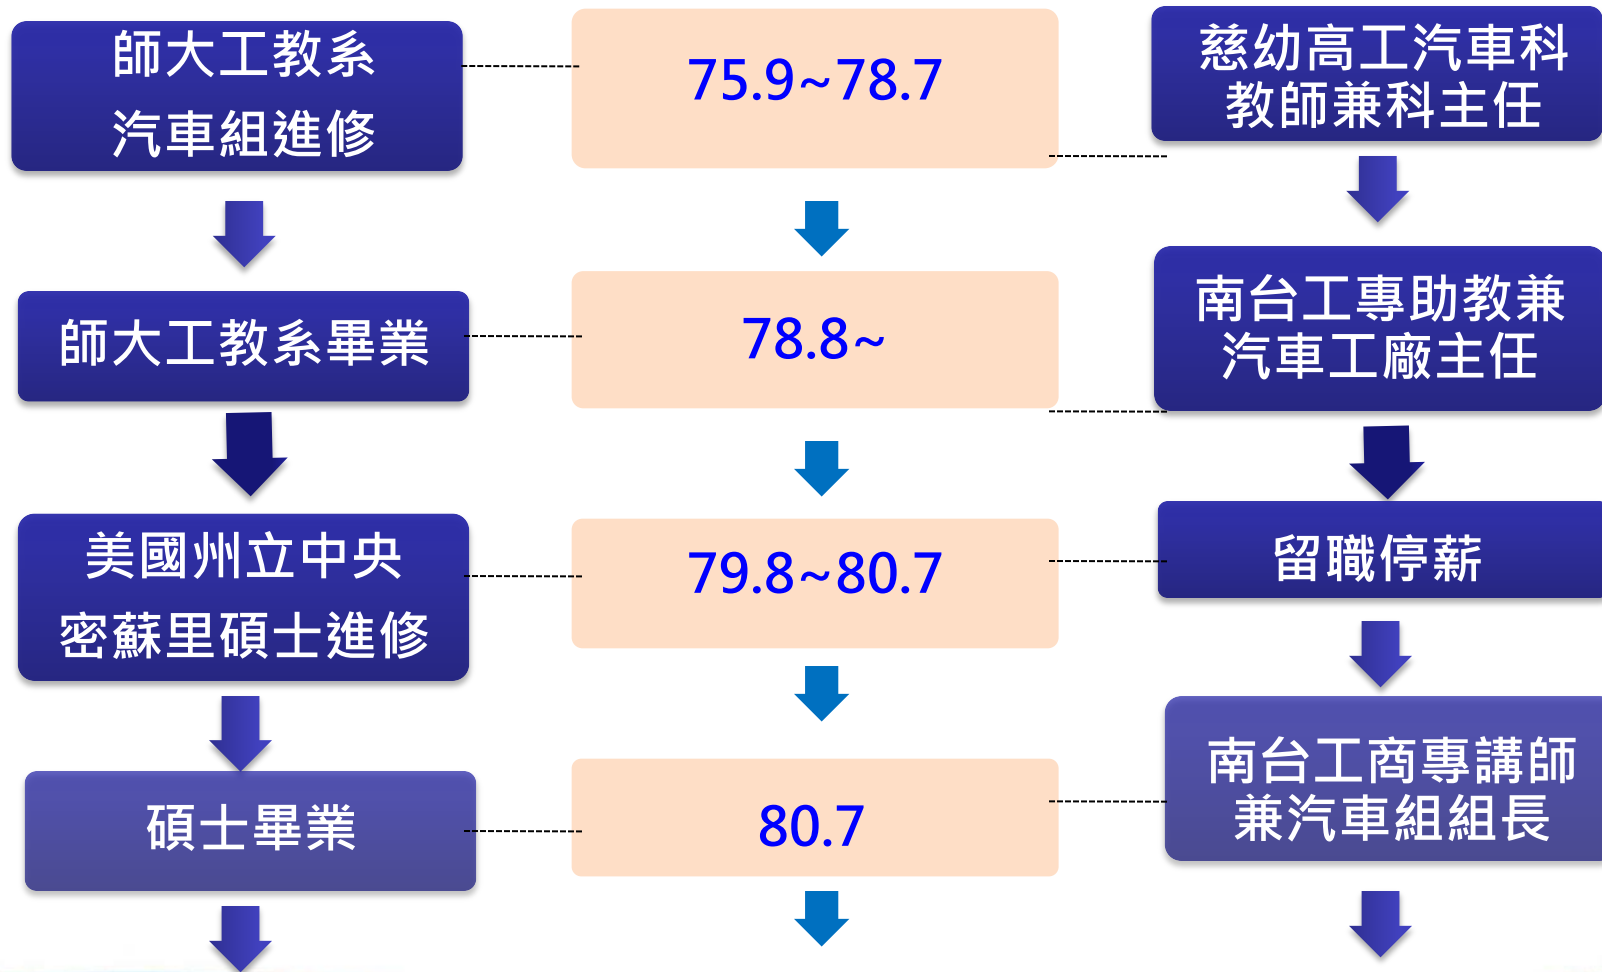 師大工教系
汽車組進修
75.9~78.7
慈幼高工汽車科
教師兼科主任
師大工教系畢業
78.8~
南台工專助教兼
汽車工廠主任
美國州立中央
密蘇里碩士進修
79.8~80.7
留職停薪
碩士畢業
80.7
南台工商專講師
兼汽車組組長